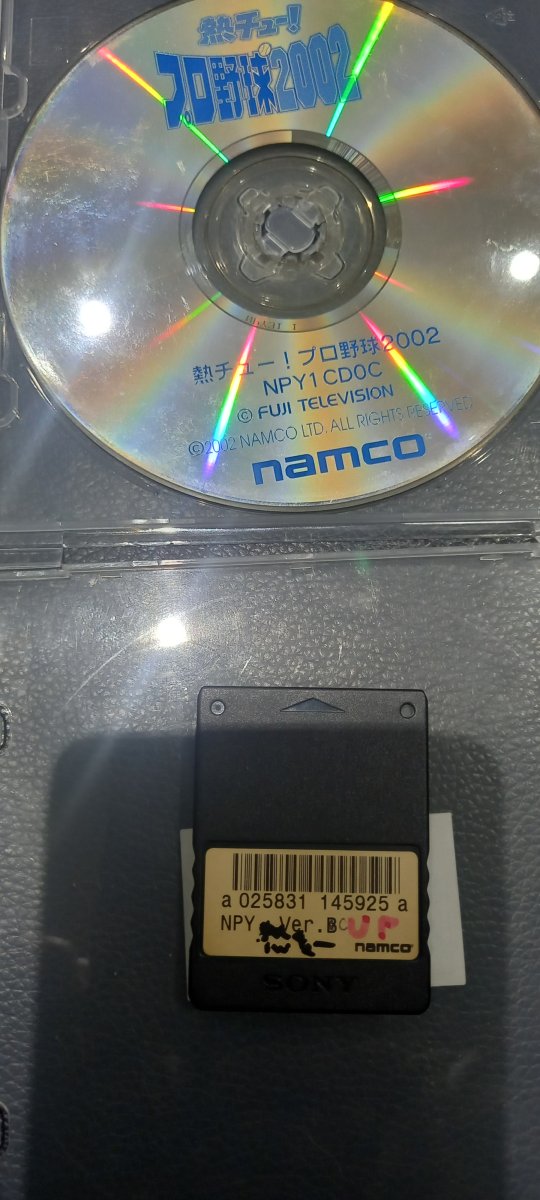 熱チュー!
プロ野球2002
熱チュー!プロ野球2002
NPY1 CD0C
© FUJI TELEVISION
©2002 NAMCO LTD. ALL RIGHTS RESERVED
namco
a 025831 145925 a
NPY Ver.BC UP
namco
SONY